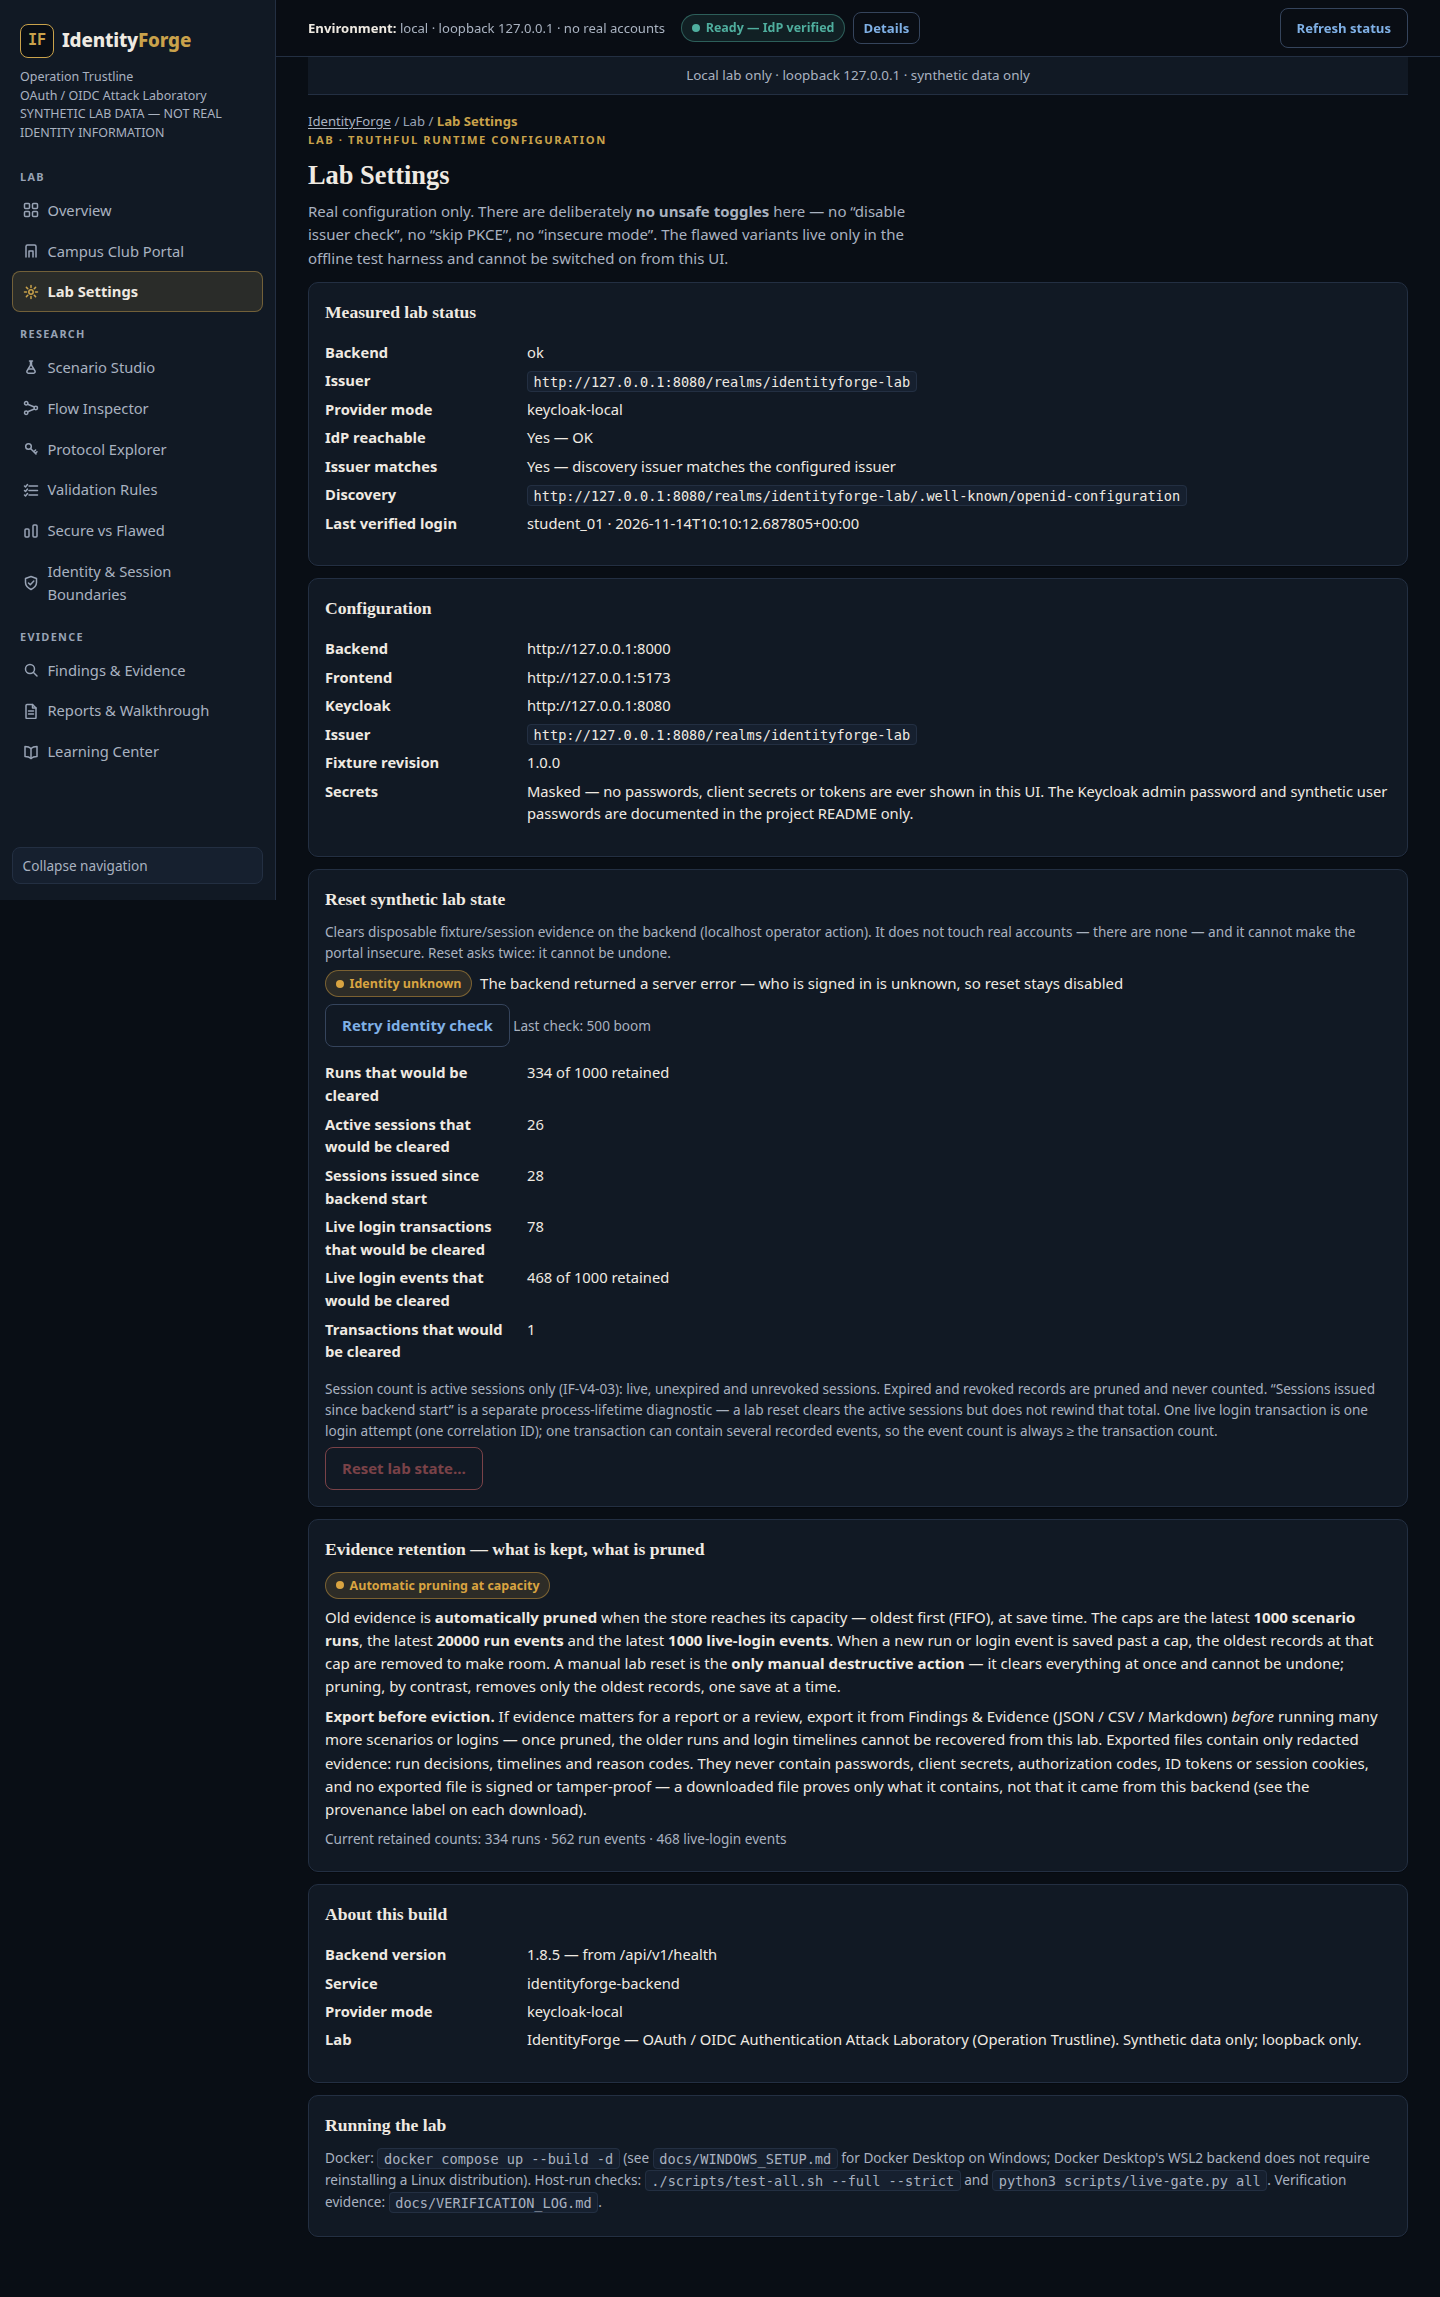 IF IdentityForge
Operation Trustline
OAuth / OIDC Attack Laboratory
SYNTHETIC LAB DATA — NOT REAL
IDENTITY INFORMATION
LAB
Overview
Campus Club Portal
Lab Settings
RESEARCH
Scenario Studio
Flow Inspector
Protocol Explorer
Validation Rules
Secure vs Flawed
Identity & Session
Boundaries
EVIDENCE
Findings & Evidence
Reports & Walkthrough
Learning Center
Collapse navigation
Environment: local · loopback 127.0.0.1 · no real accounts Ready — IdP verified Details Refresh status
Local lab only · loopback 127.0.0.1 · synthetic data only
IdentityForge / Lab / Lab Settings
LAB · TRUTHFUL RUNTIME CONFIGURATION
Lab Settings
Real configuration only. There are deliberately no unsafe toggles here — no “disable
issuer check”, no “skip PKCE”, no “insecure mode”. The flawed variants live only in the
offline test harness and cannot be switched on from this UI.
Measured lab status
Backend ok
Issuer http://127.0.0.1:8080/realms/identityforge-lab
Provider mode keycloak-local
IdP reachable Yes — OK
Issuer matches Yes — discovery issuer matches the configured issuer
Discovery http://127.0.0.1:8080/realms/identityforge-lab/.well-known/openid-configuration
Last verified login student_01 · 2026-11-14T10:10:12.687805+00:00
Configuration
Backend http://127.0.0.1:8000
Frontend http://127.0.0.1:5173
Keycloak http://127.0.0.1:8080
Issuer http://127.0.0.1:8080/realms/identityforge-lab
Fixture revision 1.0.0
Secrets Masked — no passwords, client secrets or tokens are ever shown in this UI. The Keycloak admin password and synthetic user
passwords are documented in the project README only.
Reset synthetic lab state
Clears disposable fixture/session evidence on the backend (localhost operator action). It does not touch real accounts — there are none — and it cannot make the
portal insecure. Reset asks twice: it cannot be undone.
Identity unknown The backend returned a server error — who is signed in is unknown, so reset stays disabled
Retry identity check Last check: 500 boom
Runs that would be 334 of 1000 retained
cleared
Active sessions that 26
would be cleared
Sessions issued since 28
backend start
Live login transactions 78
that would be cleared
Live login events that 468 of 1000 retained
would be cleared
Transactions that would 1
be cleared
Session count is active sessions only (IF-V4-03): live, unexpired and unrevoked sessions. Expired and revoked records are pruned and never counted. “Sessions issued
since backend start” is a separate process-lifetime diagnostic — a lab reset clears the active sessions but does not rewind that total. One live login transaction is one
login attempt (one correlation ID); one transaction can contain several recorded events, so the event count is always ≥ the transaction count.
Reset lab state…
Evidence retention — what is kept, what is pruned
Automatic pruning at capacity
Old evidence is automatically pruned when the store reaches its capacity — oldest first (FIFO), at save time. The caps are the latest 1000 scenario
runs, the latest 20000 run events and the latest 1000 live-login events. When a new run or login event is saved past a cap, the oldest records at that
cap are removed to make room. A manual lab reset is the only manual destructive action — it clears everything at once and cannot be undone;
pruning, by contrast, removes only the oldest records, one save at a time.
Export before eviction. If evidence matters for a report or a review, export it from Findings & Evidence (JSON / CSV / Markdown) before running many
more scenarios or logins — once pruned, the older runs and login timelines cannot be recovered from this lab. Exported files contain only redacted
evidence: run decisions, timelines and reason codes. They never contain passwords, client secrets, authorization codes, ID tokens or session cookies,
and no exported file is signed or tamper-proof — a downloaded file proves only what it contains, not that it came from this backend (see the
provenance label on each download).
Current retained counts: 334 runs · 562 run events · 468 live-login events
About this build
Backend version 1.8.5 — from /api/v1/health
Service identityforge-backend
Provider mode keycloak-local
Lab IdentityForge — OAuth / OIDC Authentication Attack Laboratory (Operation Trustline). Synthetic data only; loopback only.
Running the lab
Docker: docker compose up --build -d (see docs/WINDOWS_SETUP.md for Docker Desktop on Windows; Docker Desktop's WSL2 backend does not require
reinstalling a Linux distribution). Host-run checks: ./scripts/test-all.sh --full --strict and python3 scripts/live-gate.py all. Verification
evidence: docs/VERIFICATION_LOG.md.